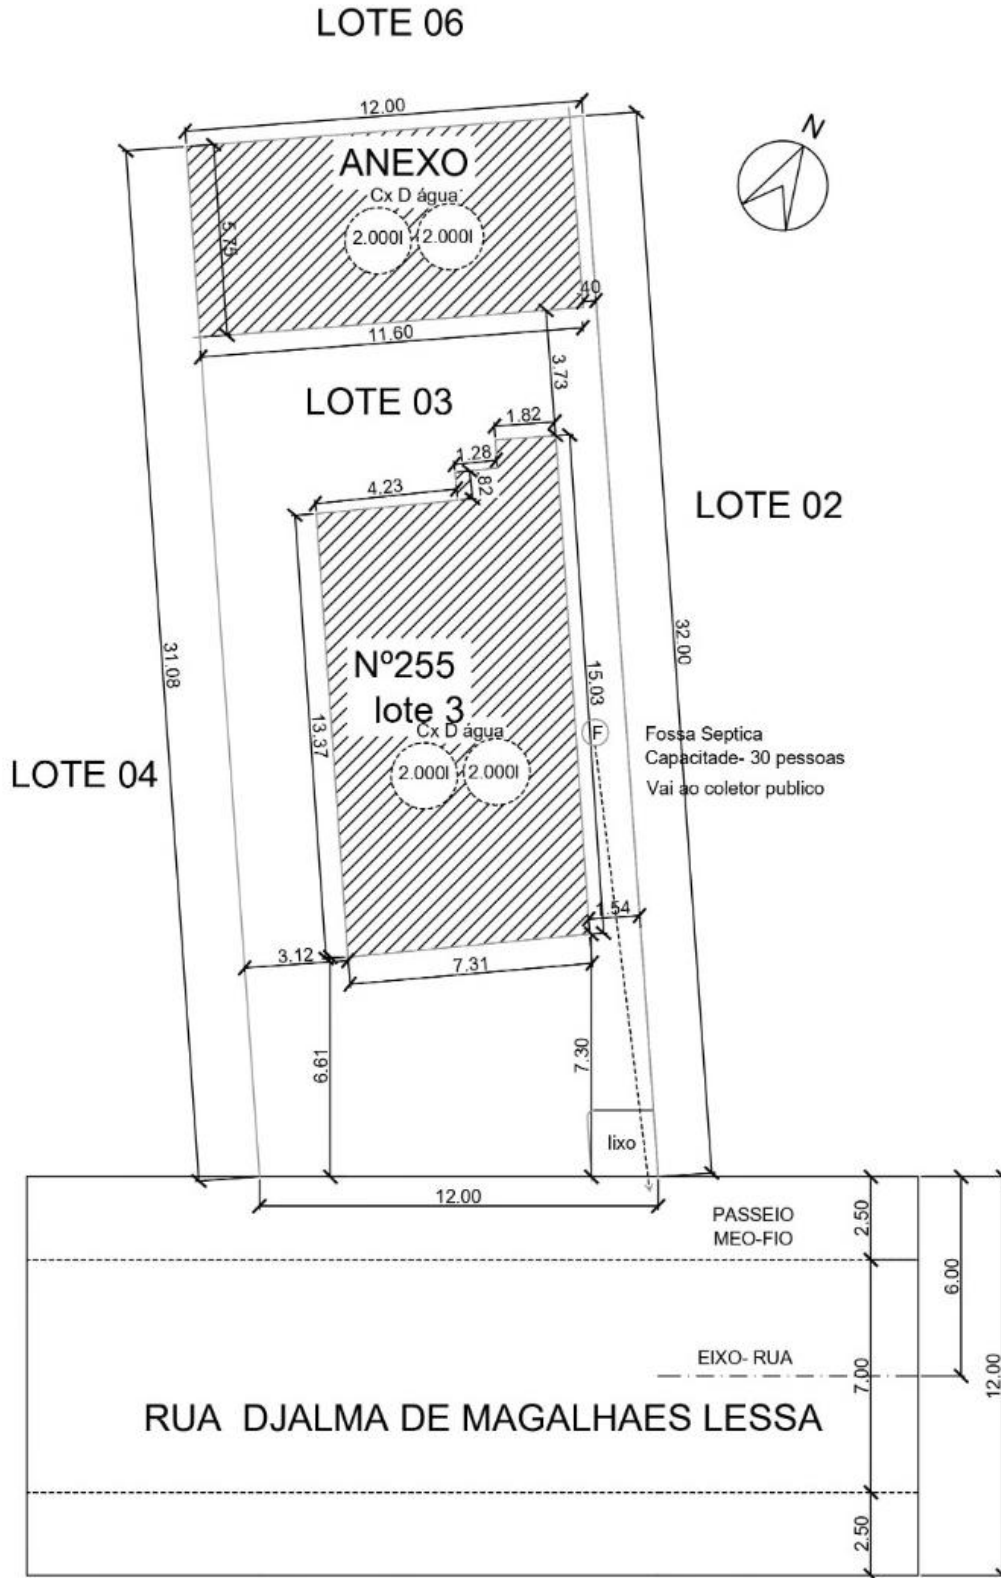 LOTE 06
12.00
N
ANEXO
Cx D água
2.000l
2.000l
5.75
40
11.60
3.73
LOTE 03
1.82
1.28
.82
4.23
LOTE 02
31.08
32.00
Nº255
lote 3
15.03
13.37
Cx D água
2.000l
2.000l
F
Fossa Septica
Capacitade- 30 pessoas
Vai ao coletor publico
LOTE 04
1.54
3.12
7.31
6.61
7.30
lixo
12.00
PASSEIO
MEO-FIO
2.50
6.00
EIXO- RUA
7.00
12.00
RUA DJALMA DE MAGALHAES LESSA
2.50